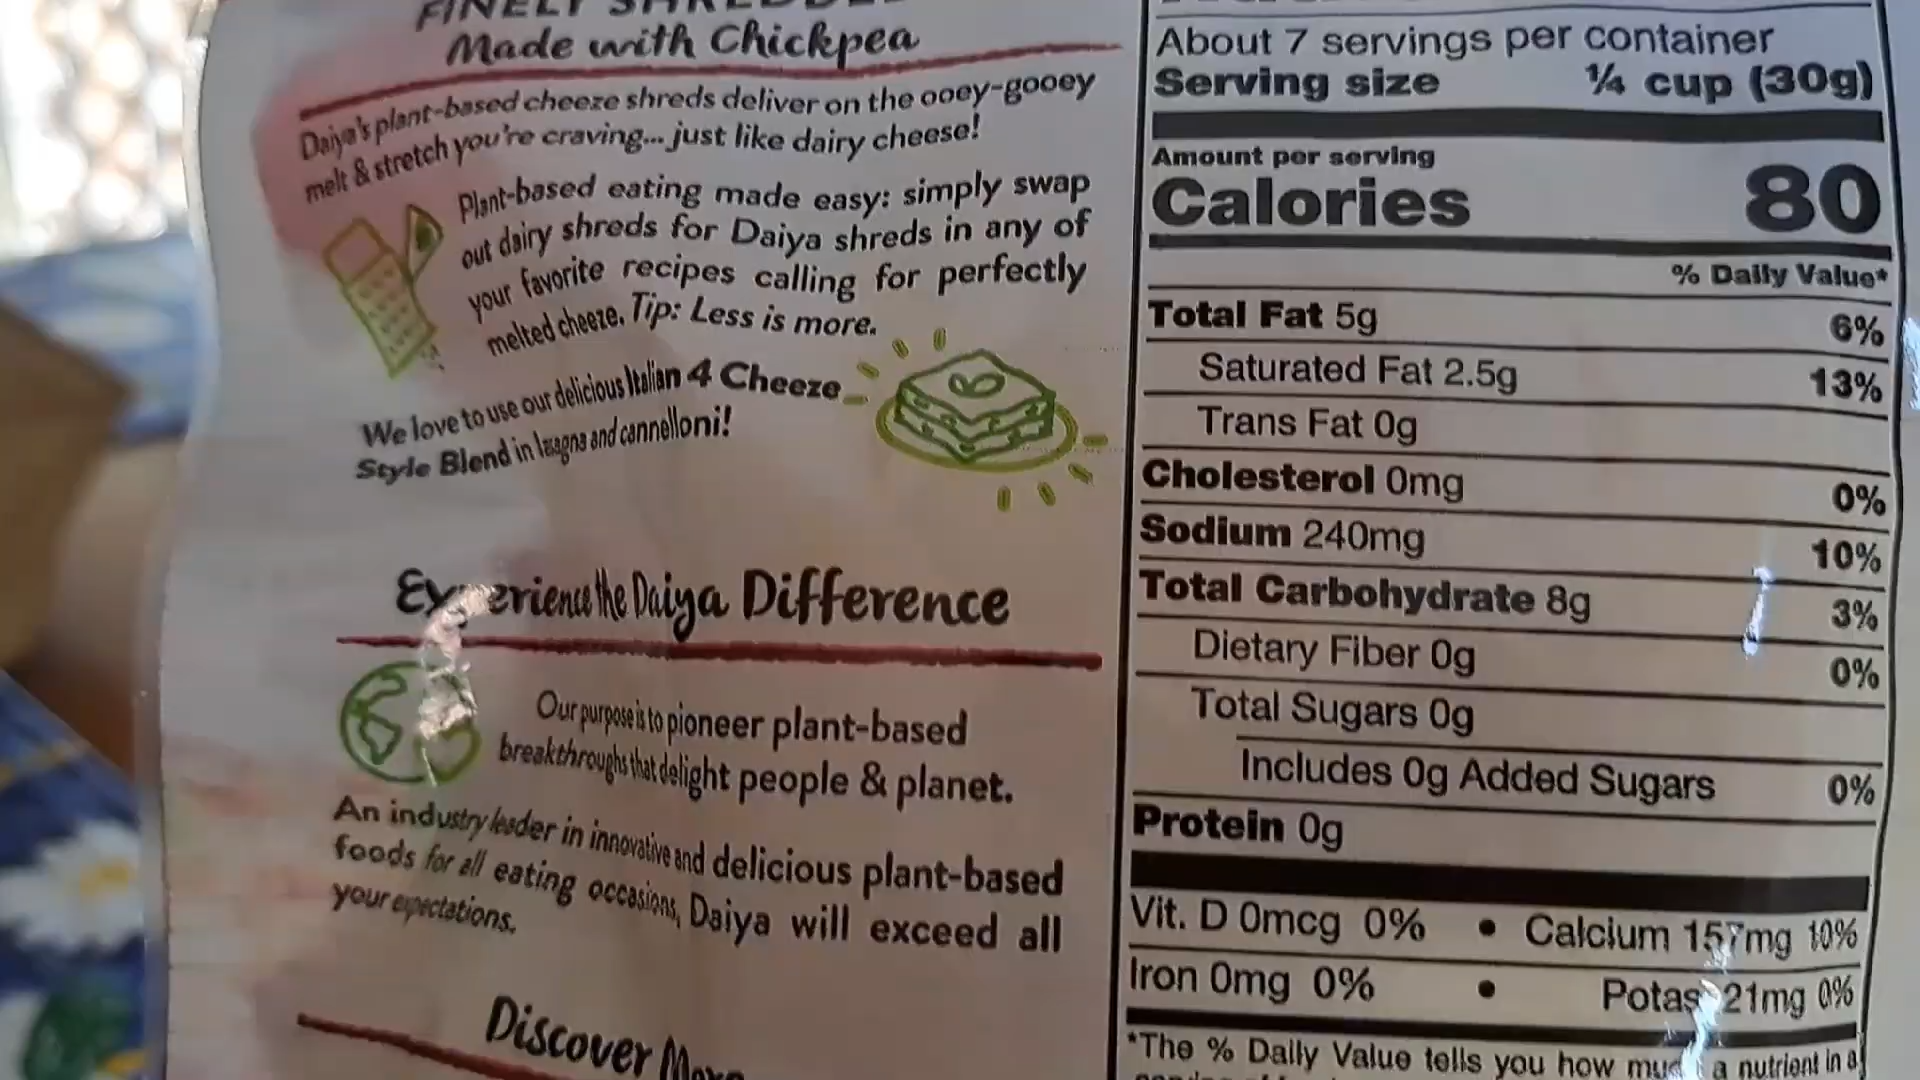 FINELY SHREDDED
Made with Chickpea
Daiya's plant-based cheeze shreds deliver on the ooey-gooey
melt & stretch you're craving... just like dairy cheese!
Plant-based eating made easy: simply swap
out dairy shreds for Daiya shreds in any of
your favorite recipes calling for perfectly
melted cheeze. Tip: Less is more.
We love to use our delicious Italian 4 Cheeze
Style Blend in lasagna and cannelloni!
Experience the Daiya Difference
Our purpose is to pioneer plant-based
breakthroughs that delight people & planet.
An industry leader in innovative and delicious plant-based
foods for all eating occasions, Daiya will exceed all
your expectations.
Discover More
About 7 servings per container
Serving size 1/4 cup (30g)
Amount per serving
Calories 80
% Daily Value*
Total Fat 5g 6%
Saturated Fat 2.5g 13%
Trans Fat 0g
Cholesterol 0mg 0%
Sodium 240mg 10%
Total Carbohydrate 8g 3%
Dietary Fiber 0g 0%
Total Sugars 0g
Includes 0g Added Sugars 0%
Protein 0g
Vit. D 0mcg 0% • Calcium 157mg 10%
Iron 0mg 0% • Potas 21mg 0%
*The % Daily Value tells you how much a nutrient in a